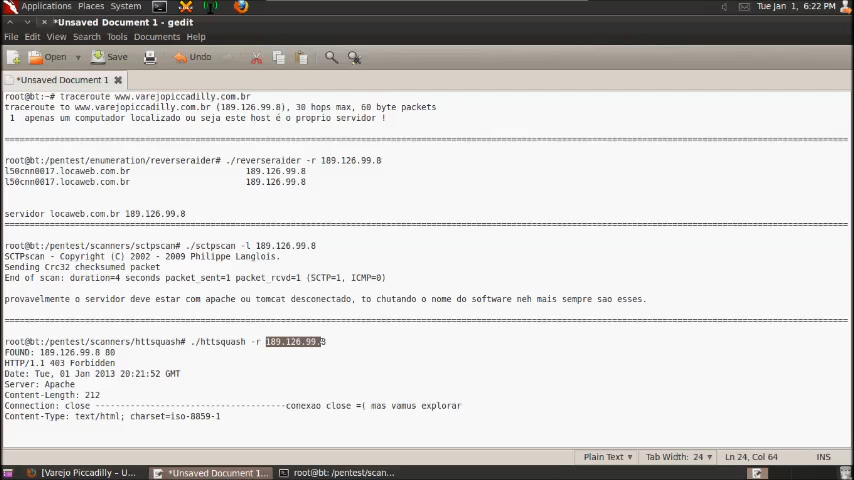 Applications Places System Tue Jan 1, 6:22 PM
*Unsaved Document 1 - gedit
File Edit View Search Tools Documents Help
Open Save Undo
*Unsaved Document 1
root@bt:~# traceroute www.varejopiccadilly.com.br
traceroute to www.varejopiccadilly.com.br (189.126.99.8), 30 hops max, 60 byte packets
1 apenas um computador localizado ou seja este host é o proprio servidor !
root@bt:/pentest/enumeration/reverseraider# ./reverseraider -r 189.126.99.8
l50cnn0017.locaweb.com.br 189.126.99.8
l50cnn0017.locaweb.com.br 189.126.99.8
servidor locaweb.com.br 189.126.99.8
root@bt:/pentest/scanners/sctpscan# ./sctpscan -l 189.126.99.8
SCTPscan - Copyright (C) 2002 - 2009 Philippe Langlois.
Sending Crc32 checksumed packet
End of scan: duration=4 seconds packet_sent=1 packet_rcvd=1 (SCTP=1, ICMP=0)
provavelmente o servidor deve estar com apache ou tomcat desconectado, to chutando o nome do software neh mais sempre sao esses.
root@bt:/pentest/scanners/httsquash# ./httsquash -r 189.126.99.8
FOUND: 189.126.99.8 80
HTTP/1.1 403 Forbidden
Date: Tue, 01 Jan 2013 20:21:52 GMT
Server: Apache
Content-Length: 212
Connection: close -------------------------------------conexao close =( mas vamus explorar
Content-Type: text/html; charset=iso-8859-1
Plain Text Tab Width: 24 Ln 24, Col 64 INS
[Varejo Piccadilly – U... *Unsaved Document 1 ... root@bt: /pentest/scan...